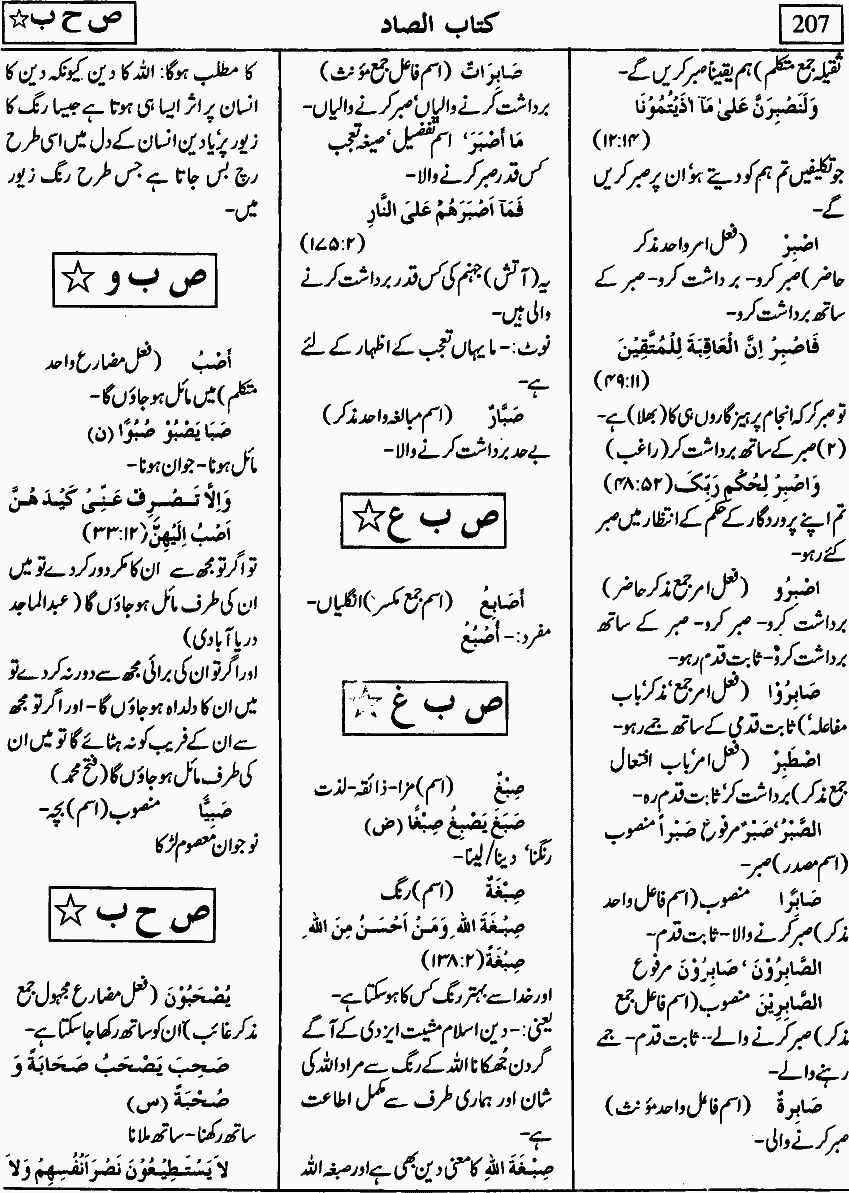 207
کتاب الصاد
ص ح ب ☆
ثقیلہ جمع متکلم) ہم یقیناً صبر کریں گے-
وَلَنَصْبِرَنَّ عَلىٰ مَآ اٰذَيْتُمُوْنَا
(۱۲:۱۴)
جو تکلیفیں تم ہم کو دیتے ہو‘ ان پر صبر کریں
گے-
اصْبِرْ (فعل امر واحد مذکر
حاضر) صبر کرو- برداشت کرو- صبر کے
ساتھ برداشت کرو-
فَاصْبِرْ اِنَّ الْعَاقِبَةَ لِلْمُتَّقِيْنَ
(۴۹:۱۱)
تو صبر کر کہ انجام پرہیزگاروں ہی کا (بھلا) ہے-
(۲) صبر کے ساتھ برداشت کر (راغب)
وَاصْبِرْ لِحُكْمِ رَبِّكَ (۴۸:۵۲)
تم اپنے پروردگار کے حکم کے انتظار میں صبر
کئے رہو-
اصْبِرُو (فعل امر جمع مذکر حاضر)
برداشت کرو- صبر کرو- صبر کے ساتھ
برداشت کرو- ثابت قدم رہو-
صَابِرُوْا (فعل امر جمع‘ مذکر‘ باب
مفاعلہ‘) ثابت قدمی کے ساتھ جمے رہو-
اصْطَبِرْ (فعل امر‘ باب افتعال
جمع مذکر) برداشت کر‘ ثابت قدم رہ-
الصَّبْرُ‘ صَبْرٌ مرفوع صَبْراً منصوب
(اسم مصدر) صبر-
صَابِرًا منصوب (اسم فاعل واحد
مذکر) صبر کرنے والا- ثابت قدم-
الصَّابِرُوْنَ‘ صَابِرُوْنَ مرفوع
الصَّابِرِيْنَ منصوب (اسم فاعل جمع
مذکر) صبر کرنے والے-- ثابت قدم- جمے
رہنے والے-
صَابِرةٌ (اسم فاعل واحد مؤنث)
صبر کرنے والی-
صَابِرَاتٌ (اسم فاعل جمع مؤنث)
برداشت کرنے والیاں‘ صبر کرنے والیاں-
مَا أَصْبَرَ‘ اسم تفضیل‘ صیغہ تعجب
کس قدر صبر کرنے والا-
فَمَآ اَصْبَرَهُمْ عَلَى النَّارِ
(۱۷۵:۲)
یہ (آتش) جہنم کی کس قدر برداشت کرنے
والی ہیں-
نوٹ:- ما یہاں تعجب کے اظہار کے لئے
ہے-
صَبَّارٌ (اسم مبالغہ واحد مذکر)
بے حد برداشت کرنے والا-
ص ب ع ☆
أَصَابِعُ (اسم جمع مکسر) انگلیاں-
مفرد:- أُصْبُعُ
ص ب غ ☆
صِبْغٌ (اسم) مزا- ذائقہ- لذت
صَبَغَ يَصْبِغُ صِبْغًا (ض)
رنگنا‘ دینا/لینا-
صِبْغَةٌ (اسم) رنگ
صِبْغَةَ اللهِ وَمَنْ اَحْسَنُ مِنَ اللهِ
صِبْغَةً (۱۳۸:۲)
اور خدا سے بہتر رنگ کس کا ہو سکتا ہے-
یعنی:- دین اسلام مشیت ایزدی کے آگے
گردن جُھکانا اللہ کے رنگ سے مراد اللہ کی
شان اور ہماری طرف سے مکمل اطاعت
ہے-
صِبْغَةَ اللهِ کا معنی دین بھی ہے اور صبغہ اللہ
کا مطلب ہوگا: اللہ کا دین کیونکہ دین کا
انسان پر اثر ایسا ہی ہوتا ہے جیسا رنگ کا
زیور پر‘ یا دین انسان کے دل میں اسی طرح
رچ بس جاتا ہے جس طرح رنگ زیور
میں-
ص ب و ☆
أَصْبُ (فعل مضارع واحد
متکلم) میں مائل ہو جاؤں گا-
صَبَا يَصْبُوْ صُبُوًّا (ن)
مائل ہونا- جوان ہونا-
وَاِلَّا تَصْرِفْ عَنِّىْ كَيْدَهُنَّ
اَصْبُ اِلَيْهِنَّ (۳۳:۱۲)
تو اگر تو مجھ سے ان کا مکر دور کر دے تو میں
ان کی طرف مائل ہو جاؤں گا (عبدالماجد
دریا آبادی)
اور اگر تو ان کی برائی مجھ سے دور نہ کر دے تو
میں ان کا دلداہ ہو جاؤں گا- اور اگر تو مجھ
سے ان کے فریب کو نہ ہٹائے گا تو میں ان
کی طرف مائل ہو جاؤں گا (فتح محمد)
صَبِيًّا منصوب (اسم) بچہ-
نوجوان معصوم لڑکا
ص ح ب ☆
يُصْحَبُوْنَ (فعل مضارع مجہول جمع
مذکر غائب) ان کو ساتھ رکھا جا سکتا ہے-
صَحِبَ يَصْحَبُ صَحَابَةً وَ
صُحْبَةً (س)
ساتھ رکھنا- ساتھ ملانا
لاَ يَسْتَطِيْعُوْنَ نَصْرَ اَنْفُسِهِمْ وَلاَ